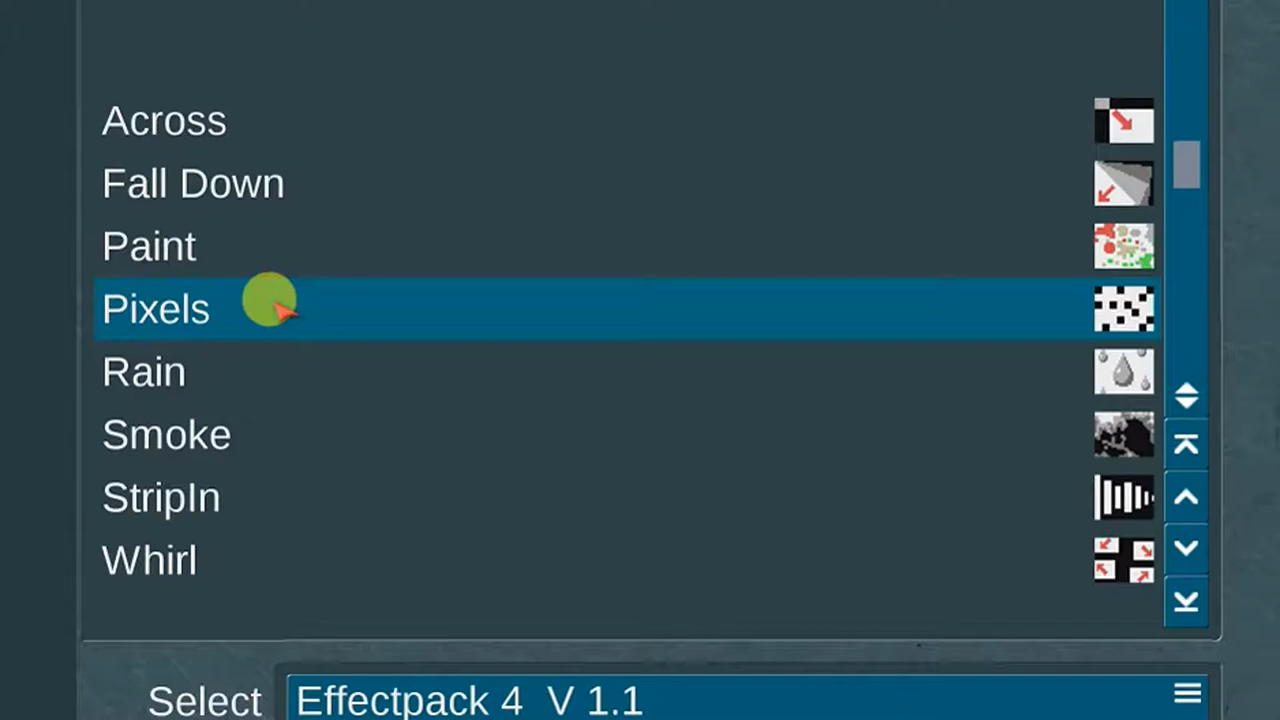 Across
Fall Down
Paint
Pixels
Rain
Smoke
StripIn
Whirl
Select Effectpack 4 V 1.1